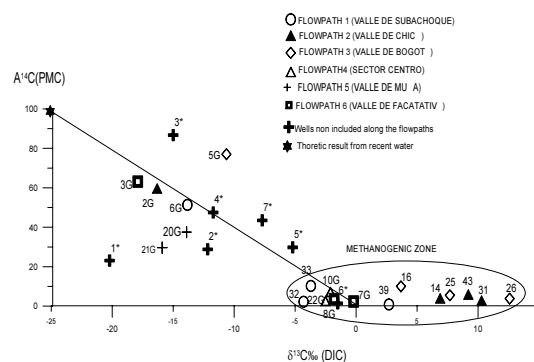 FLOWPATH 1 (VALLE DE SUBACHOQUE)
FLOWPATH 2 (VALLE DE CHIC )
FLOWPATH 3 (VALLE DE BOGOT )
FLOWPATH4 (SECTOR CENTRO)
FLOWPATH 5 (VALLE DE MU A)
FLOWPATH 6 (VALLE DE FACATATIV )
Wells non included along the flowpaths
Thoretic result from recent water
A¹⁴C(PMC)
100
80
60
40
20
0
3*
5G
3G
2G
6G
4*
7*
20G
21G
2*
5*
1*
METHANOGENIC ZONE
33
10G
16
32
22G
6*
7G
39
14
25
43
31
26
8G
-25
-20
-15
-10
-5
0
5
10
δ¹³C‰ (DIC)